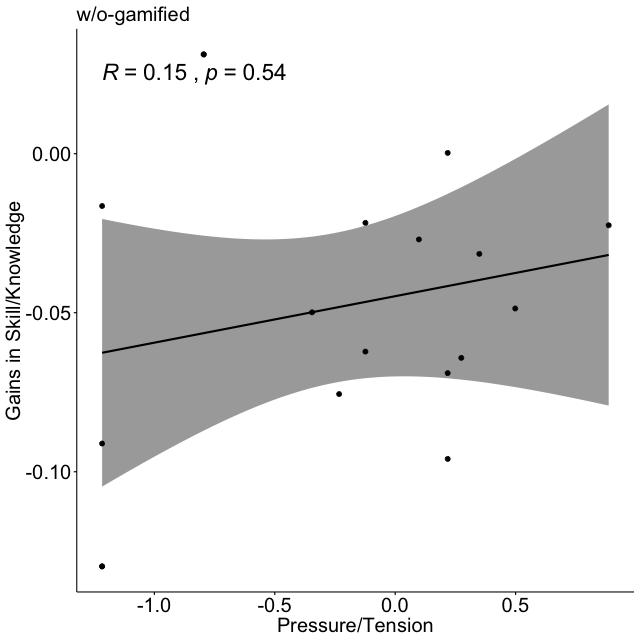 w/o-gamified
R = 0.15 , p = 0.54
Gains in Skill/Knowledge
0.00
-0.05
-0.10
-1.0
-0.5
0.0
0.5
Pressure/Tension